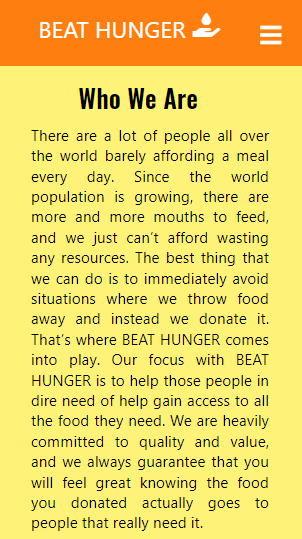 BEAT HUNGER
Who We Are
There are a lot of people all over
the world barely affording a meal
every day. Since the world
population is growing, there are
more and more mouths to feed,
and we just can’t afford wasting
any resources. The best thing that
we can do is to immediately avoid
situations where we throw food
away and instead we donate it.
That’s where BEAT HUNGER comes
into play. Our focus with BEAT
HUNGER is to help those people in
dire need of help gain access to all
the food they need. We are heavily
committed to quality and value,
and we always guarantee that you
will feel great knowing the food
you donated actually goes to
people that really need it.